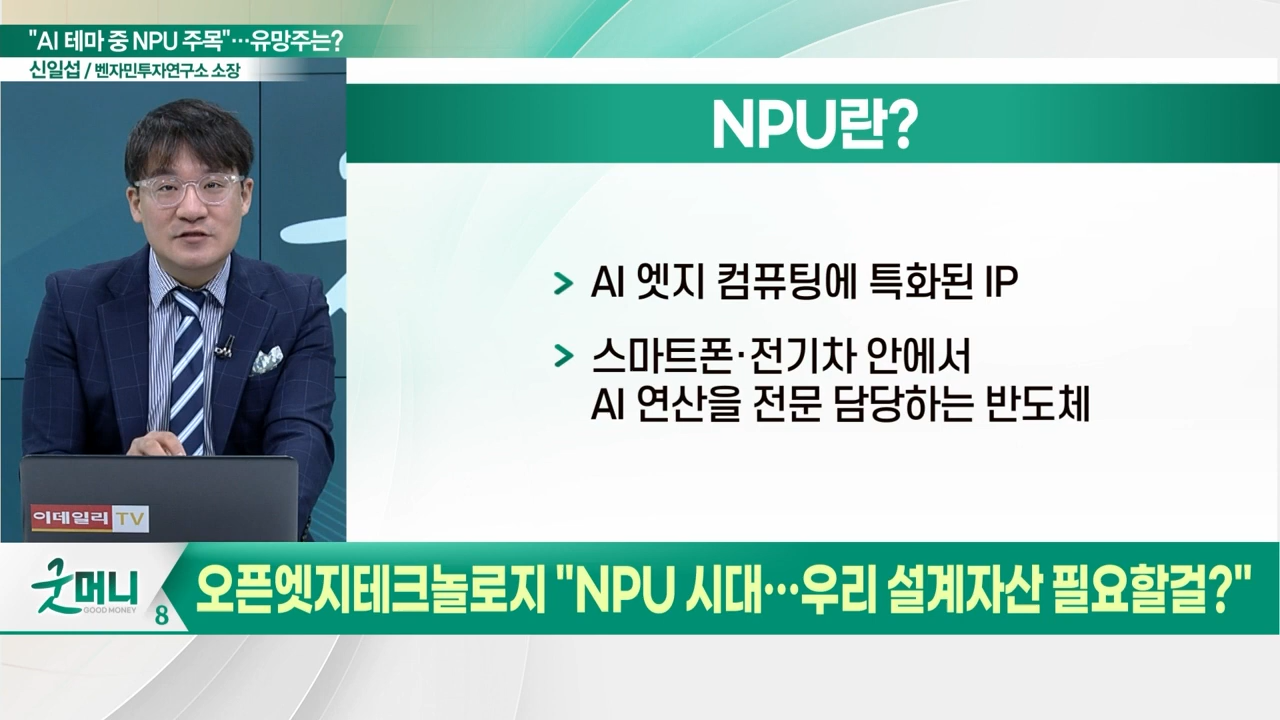 "AI 테마 중 NPU 주목"…유망주는?
신일섭 / 벤자민투자연구소 소장
NPU란?
> AI 엣지 컴퓨팅에 특화된 IP
> 스마트폰·전기차 안에서
AI 연산을 전문 담당하는 반도체
이데일리 TV
굿머니
GOOD MONEY
8
오픈엣지테크놀로지 "NPU 시대…우리 설계자산 필요할걸?"